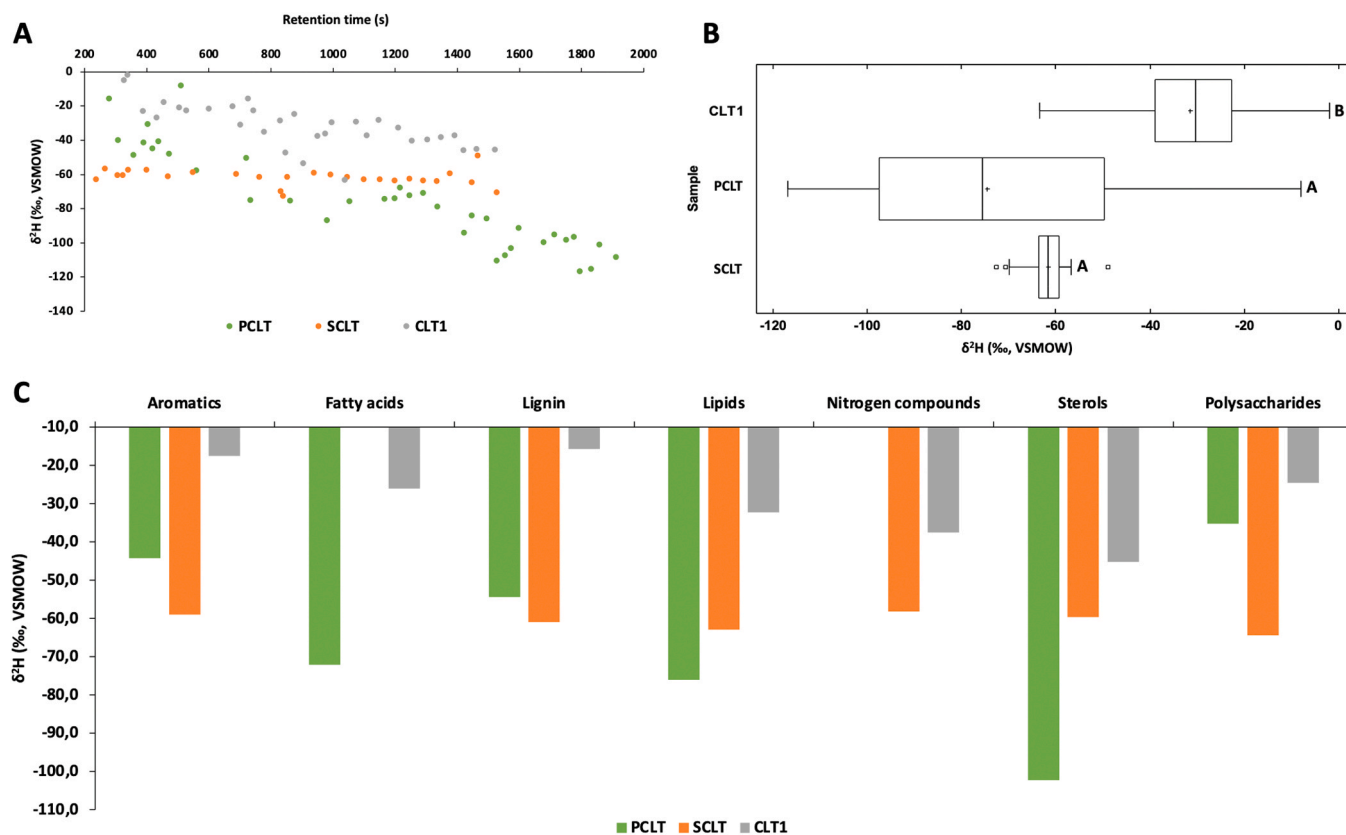 A
Retention time (s)
200 400 600 800 1000 1200 1400 1600 1800 2000
0
-20
-40
-60
-80
-100
-120
-140
δ²H (‰, VSMOW)
PCLT SCLT CLT1
B
CLT1
PCLT
SCLT
Sample
B
A
A
-120 -100 -80 -60 -40 -20 0
δ²H (‰, VSMOW)
C
Aromatics Fatty acids Lignin Lipids Nitrogen compounds Sterols Polysaccharides
-10,0
-20,0
-30,0
-40,0
-50,0
-60,0
-70,0
-80,0
-90,0
-100,0
-110,0
δ²H (‰, VSMOW)
PCLT SCLT CLT1